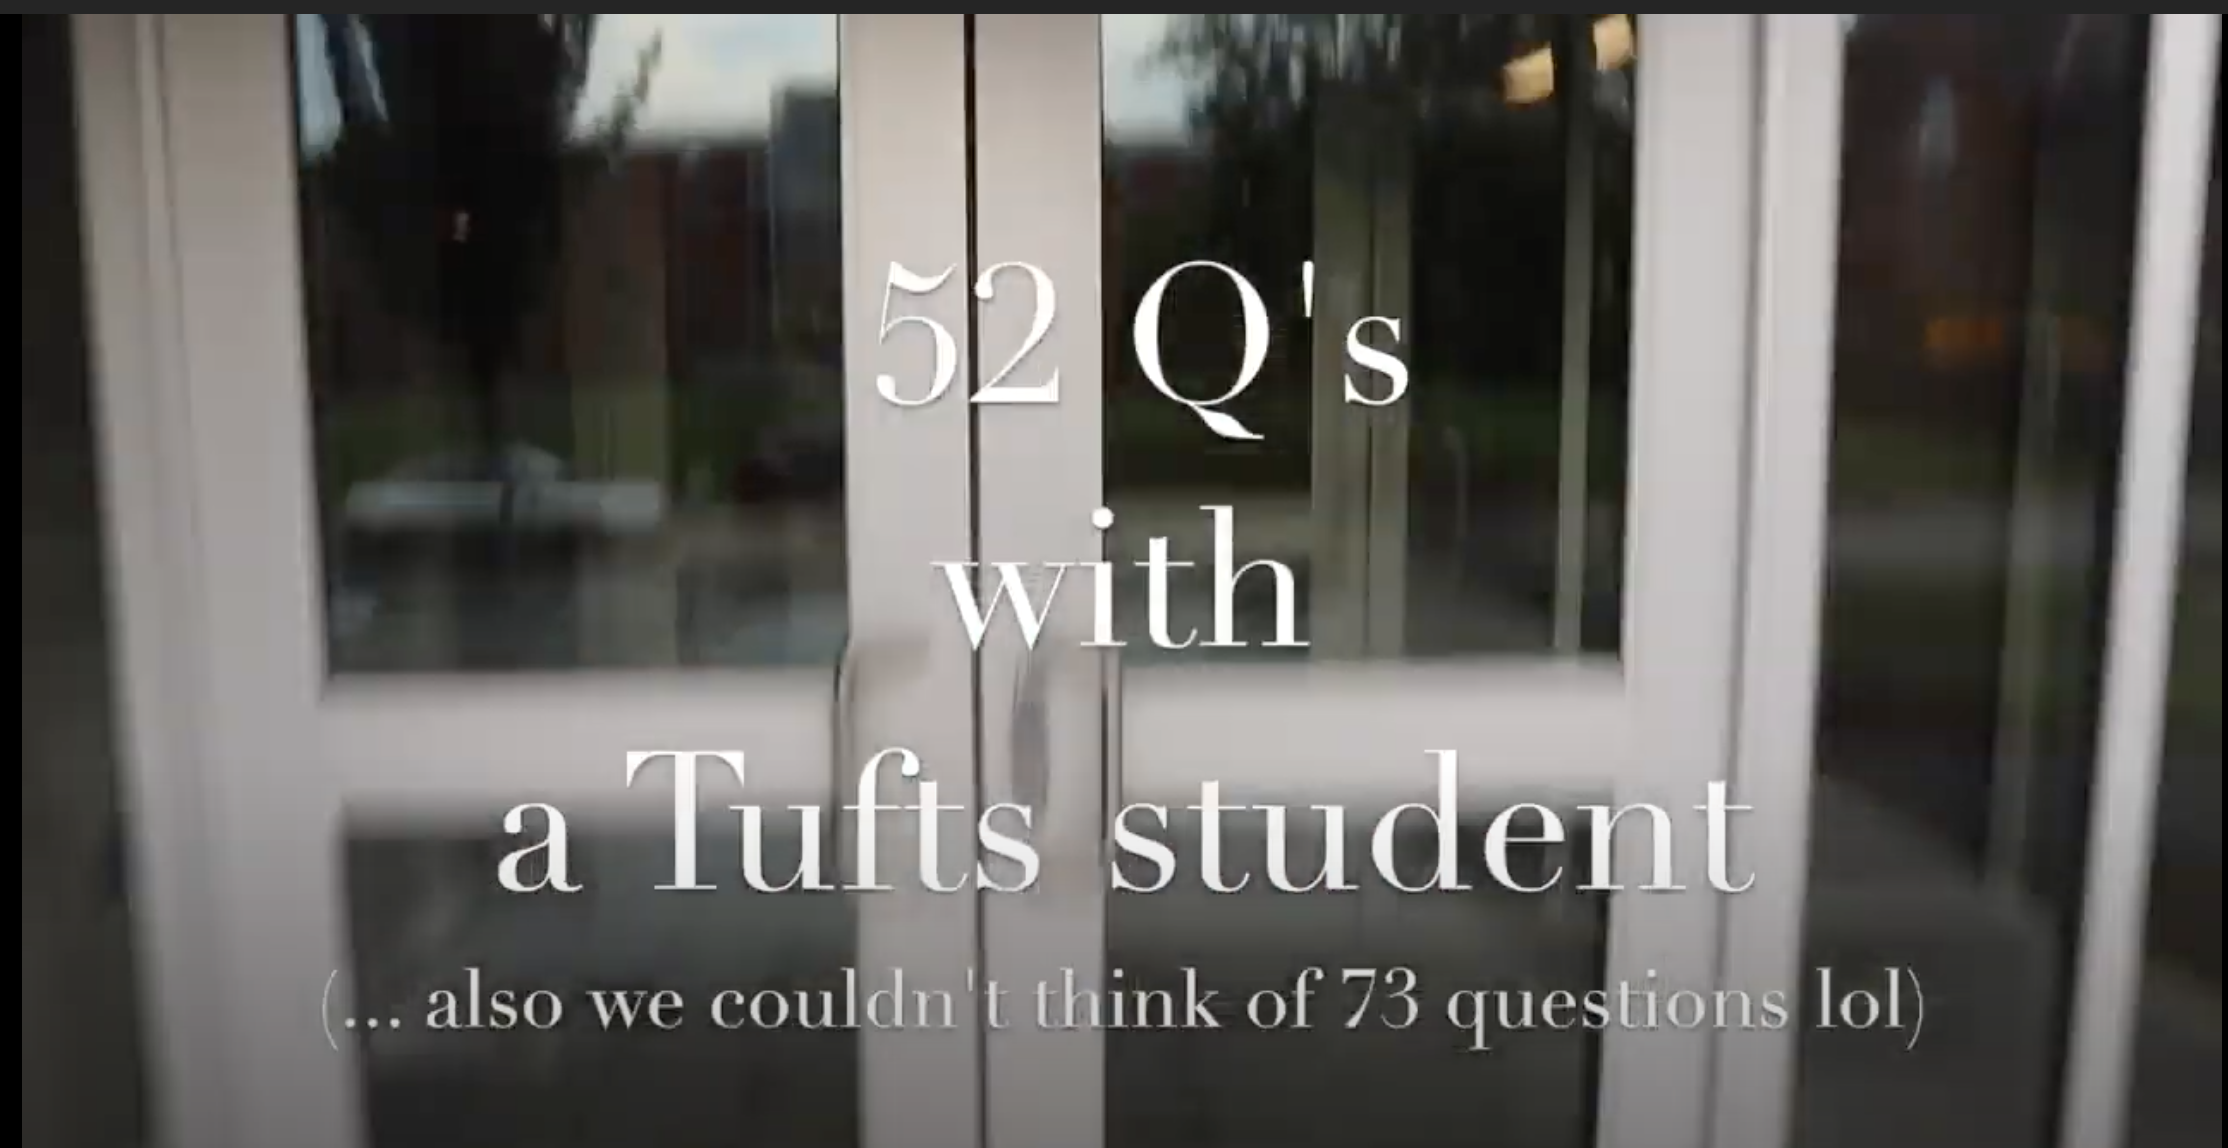 52 Q's
with
a Tufts student
(... also we couldn't think of 73 questions lol)